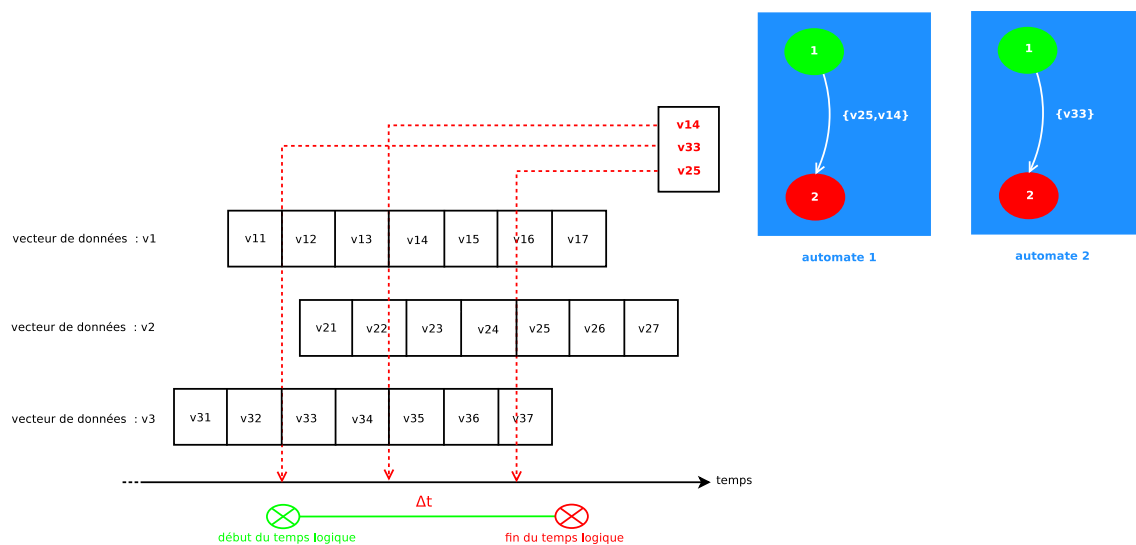 1
1
{v25,v14}
{v33}
2
2
automate 1
automate 2
v14
v33
v25
vecteur de données : v1
v11 v12 v13 v14 v15 v16 v17
vecteur de données : v2
v21 v22 v23 v24 v25 v26 v27
vecteur de données : v3
v31 v32 v33 v34 v35 v36 v37
temps
Δt
début du temps logique
fin du temps logique